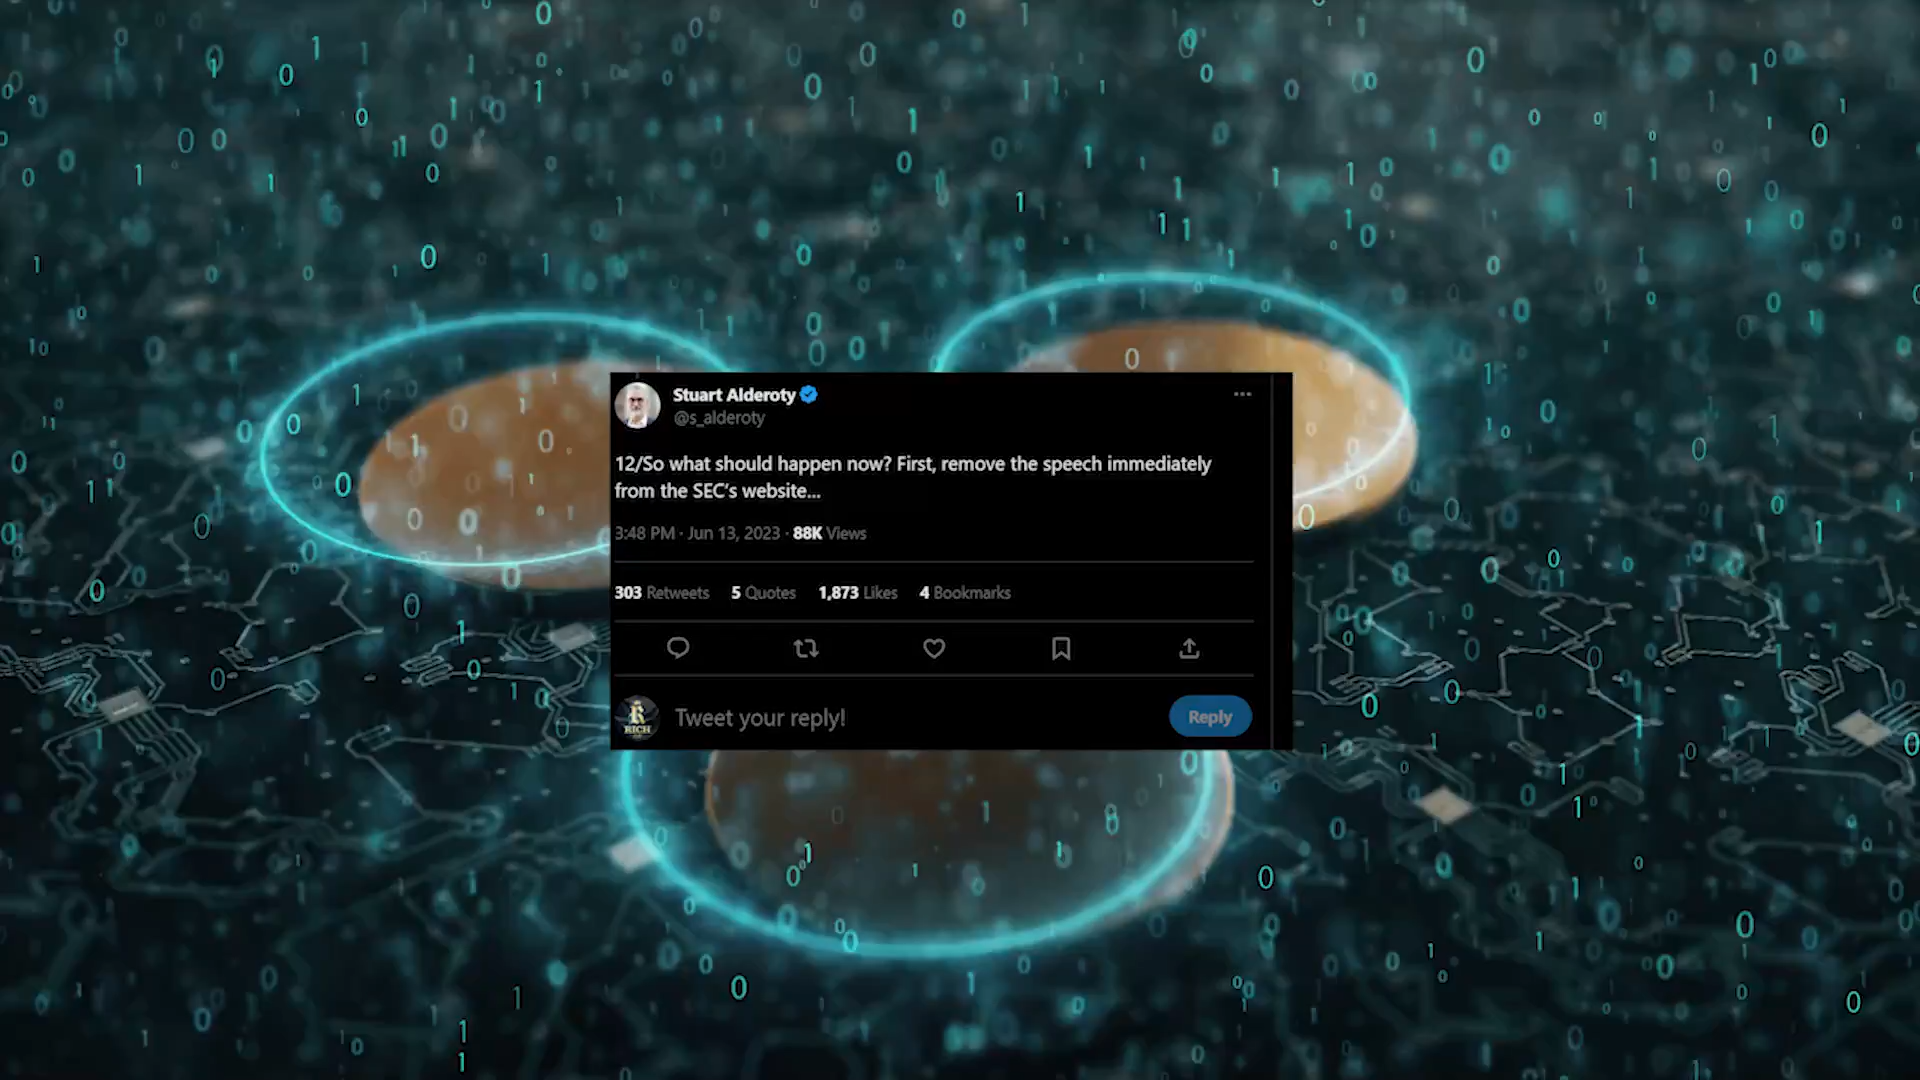 Stuart Alderoty
@s_alderoty
12/So what should happen now? First, remove the speech immediately
from the SEC's website...
3:48 PM · Jun 13, 2023 · 88K Views
303 Retweets 5 Quotes 1,873 Likes 4 Bookmarks
RICH
Tweet your reply!
Reply